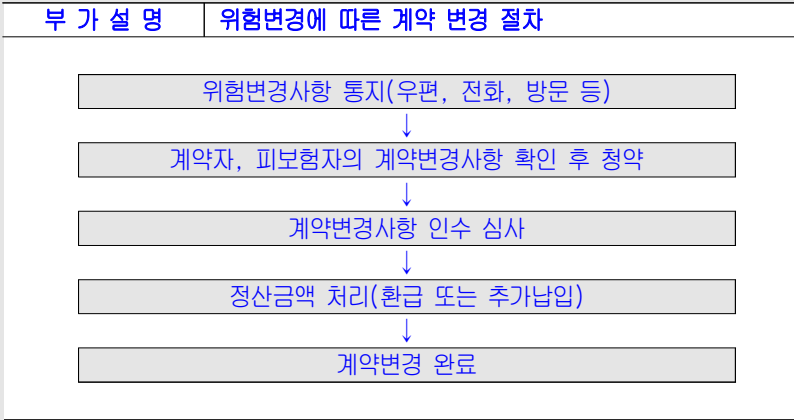 부 가 설 명 위험변경에 따른 계약 변경 절차
위험변경사항 통지(우편, 전화, 방문 등)
↓
계약자, 피보험자의 계약변경사항 확인 후 청약
↓
계약변경사항 인수 심사
↓
정산금액 처리(환급 또는 추가납입)
↓
계약변경 완료